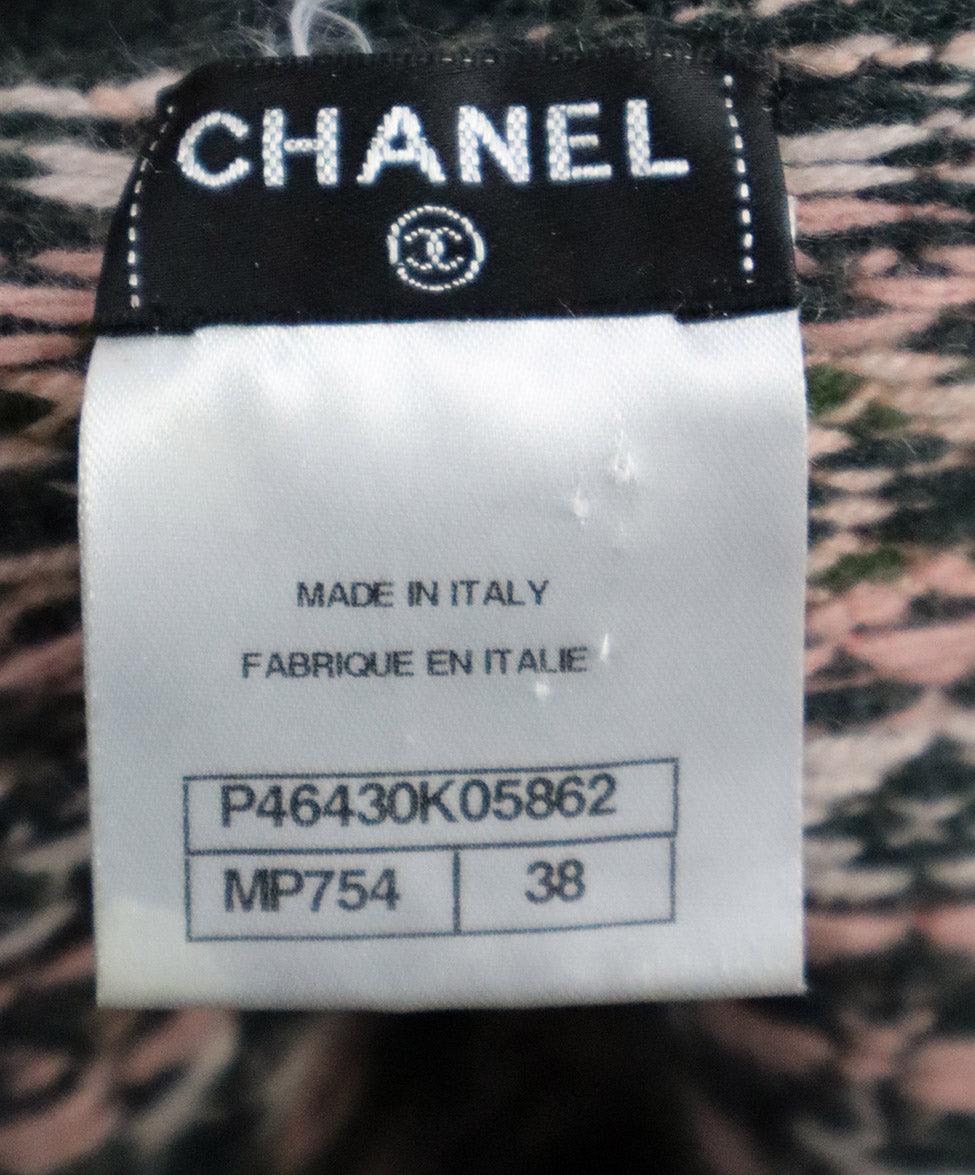 CHANEL
MADE IN ITALY
FABRIQUE EN ITALIE
P46430K05862
MP754 38